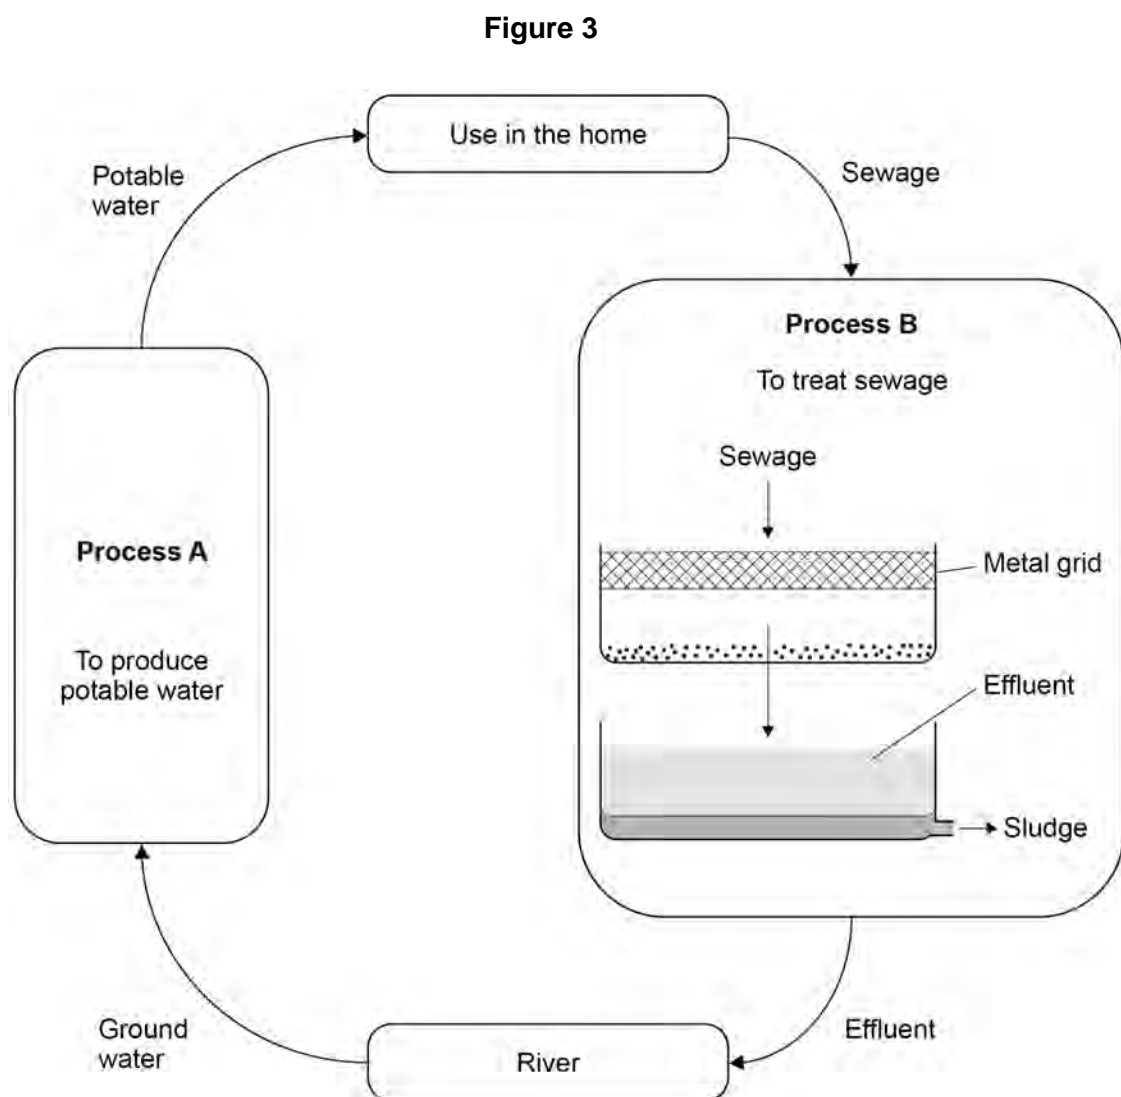 Figure 3
Use in the home
Potable
water
Sewage
Process B
To treat sewage
Sewage
Process A
To produce
potable water
Metal grid
Effluent
Sludge
Ground
water
River
Effluent